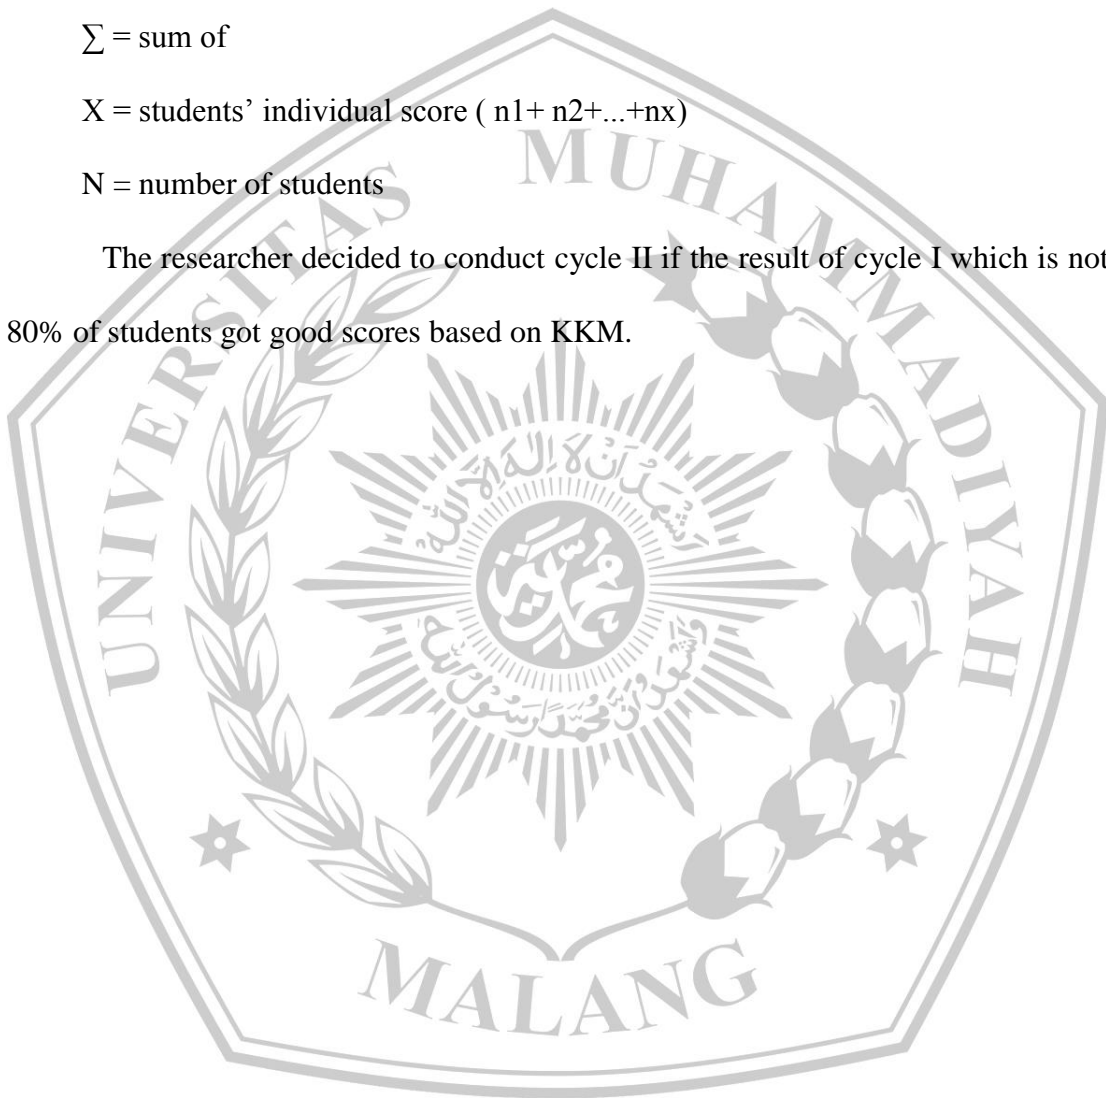 ∑ = sum of
X = students’ individual score ( n1+ n2+...+nx)
N = number of students
The researcher decided to conduct cycle II if the result of cycle I which is not
80% of students got good scores based on KKM.
UNIVERSITAS MUHAMMADIYAH
MALANG